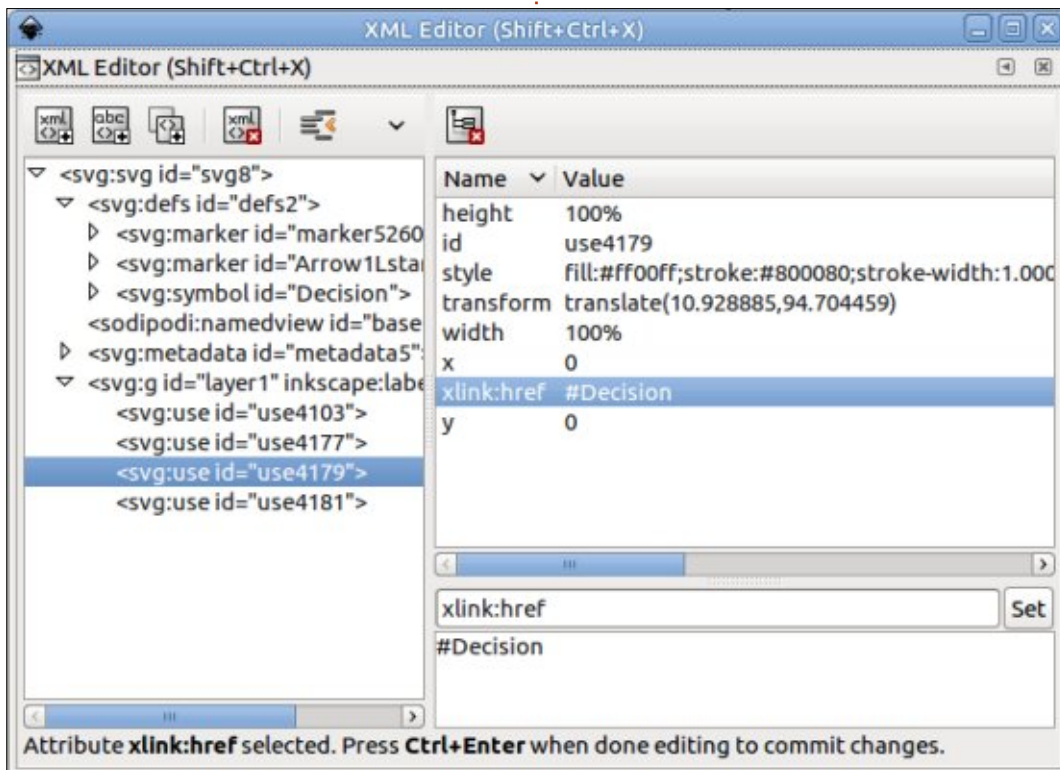 XML Editor (Shift+Ctrl+X)
XML Editor (Shift+Ctrl+X)
xml
abc
xml
<svg:svg id="svg8">
<svg:defs id="defs2">
<svg:marker id="marker5260
<svg:marker id="Arrow1Lstar
<svg:symbol id="Decision">
<sodipodi:namedview id="base
<svg:metadata id="metadata5"
<svg:g id="layer1" inkscape:labe
<svg:use id="use4103">
<svg:use id="use4177">
<svg:use id="use4179">
<svg:use id="use4181">
Name Value
height 100%
id use4179
style fill:#ff00ff;stroke:#800080;stroke-width:1.000
transform translate(10.928885,94.704459)
width 100%
x 0
xlink:href #Decision
y 0
xlink:href Set
#Decision
Attribute xlink:href selected. Press Ctrl+Enter when done editing to commit changes.